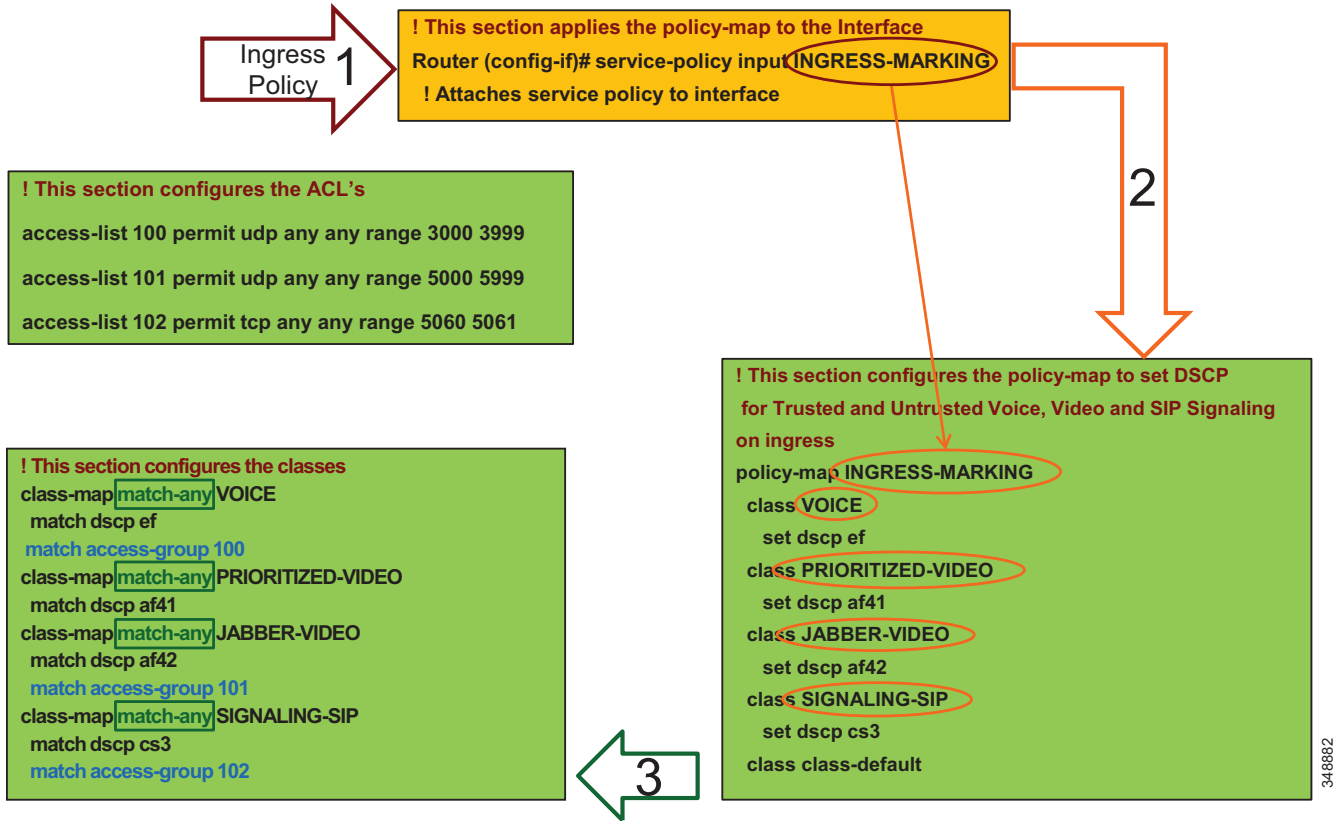 Ingress
Policy
1
! This section applies the policy-map to the Interface
Router (config-if)# service-policy input INGRESS-MARKING
! Attaches service policy to interface
2
! This section configures the ACL's
access-list 100 permit udp any any range 3000 3999
access-list 101 permit udp any any range 5000 5999
access-list 102 permit tcp any any range 5060 5061
! This section configures the policy-map to set DSCP
for Trusted and Untrusted Voice, Video and SIP Signaling
on ingress
policy-map INGRESS-MARKING
class VOICE
set dscp ef
class PRIORITIZED-VIDEO
set dscp af41
class JABBER-VIDEO
set dscp af42
class SIGNALING-SIP
set dscp cs3
class class-default
! This section configures the classes
class-map match-any VOICE
match dscp ef
match access-group 100
class-map match-any PRIORITIZED-VIDEO
match dscp af41
class-map match-any JABBER-VIDEO
match dscp af42
match access-group 101
class-map match-any SIGNALING-SIP
match dscp cs3
match access-group 102
3
348882